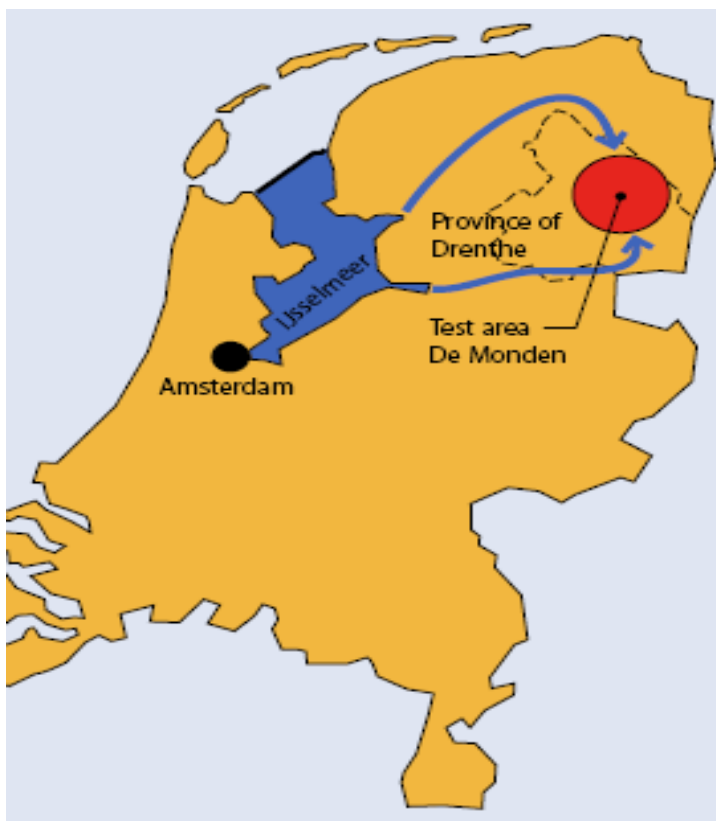 Province of
Drenthe
IJsselmeer
Test area
De Monden
Amsterdam